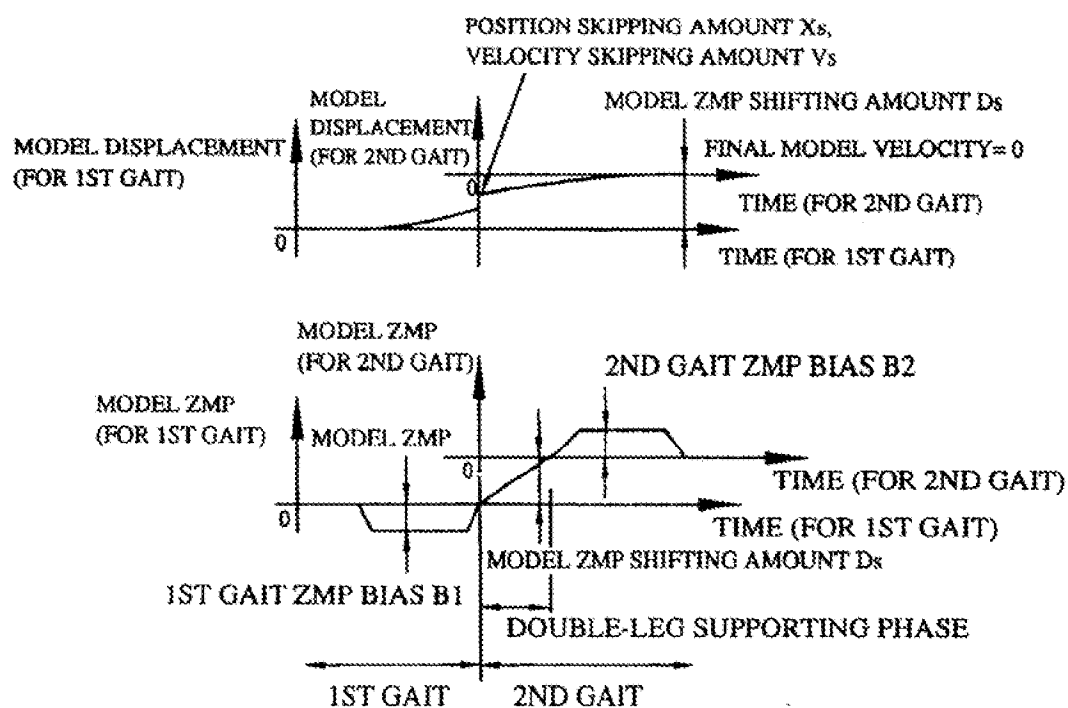 POSITION SKIPPING AMOUNT Xs,
VELOCITY SKIPPING AMOUNT Vs
MODEL
DISPLACEMENT
(FOR 2ND GAIT)
MODEL ZMP SHIFTING AMOUNT Ds
MODEL DISPLACEMENT
(FOR 1ST GAIT)
FINAL MODEL VELOCITY= 0
0
TIME (FOR 2ND GAIT)
0
TIME (FOR 1ST GAIT)
MODEL ZMP
(FOR 2ND GAIT)
2ND GAIT ZMP BIAS B2
MODEL ZMP
(FOR 1ST GAIT)
MODEL ZMP
0
TIME (FOR 2ND GAIT)
0
TIME (FOR 1ST GAIT)
MODEL ZMP SHIFTING AMOUNT Ds
1ST GAIT ZMP BIAS B1
DOUBLE-LEG SUPPORTING PHASE
1ST GAIT
2ND GAIT